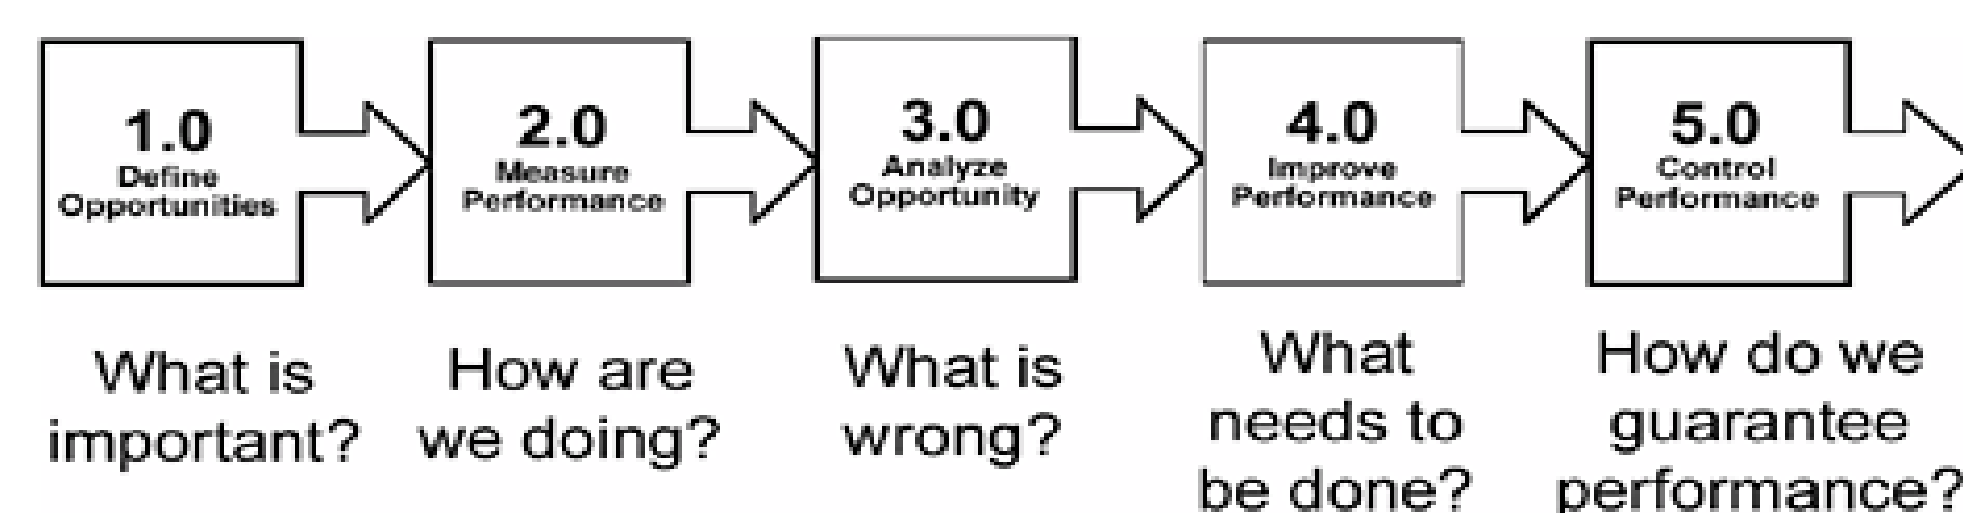 1.0
Define
Opportunities
2.0
Measure
Performance
3.0
Analyze
Opportunity
4.0
Improve
Performance
5.0
Control
Performance
What is
important?
How are
we doing?
What is
wrong?
What
needs to
be done?
How do we
guarantee
performance?